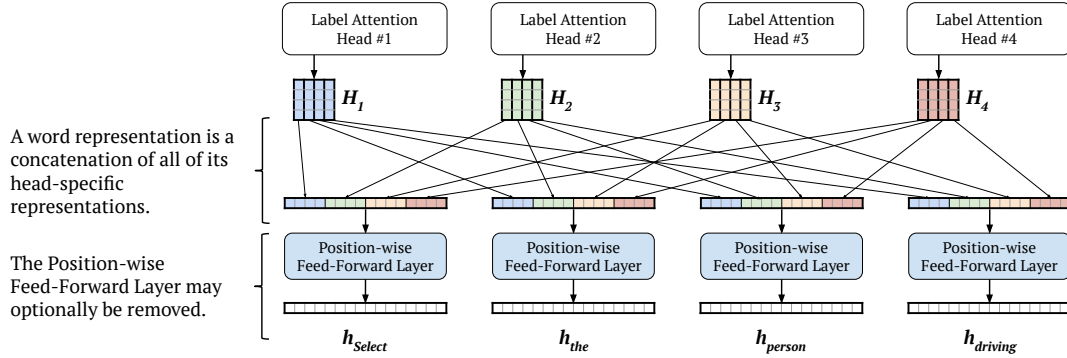 Label Attention
Head #1
Label Attention
Head #2
Label Attention
Head #3
Label Attention
Head #4
H1
H2
H3
H4
A word representation is a
concatenation of all of its
head-specific
representations.
Position-wise
Feed-Forward Layer
Position-wise
Feed-Forward Layer
Position-wise
Feed-Forward Layer
Position-wise
Feed-Forward Layer
The Position-wise
Feed-Forward Layer may
optionally be removed.
hSelect
hthe
hperson
hdriving